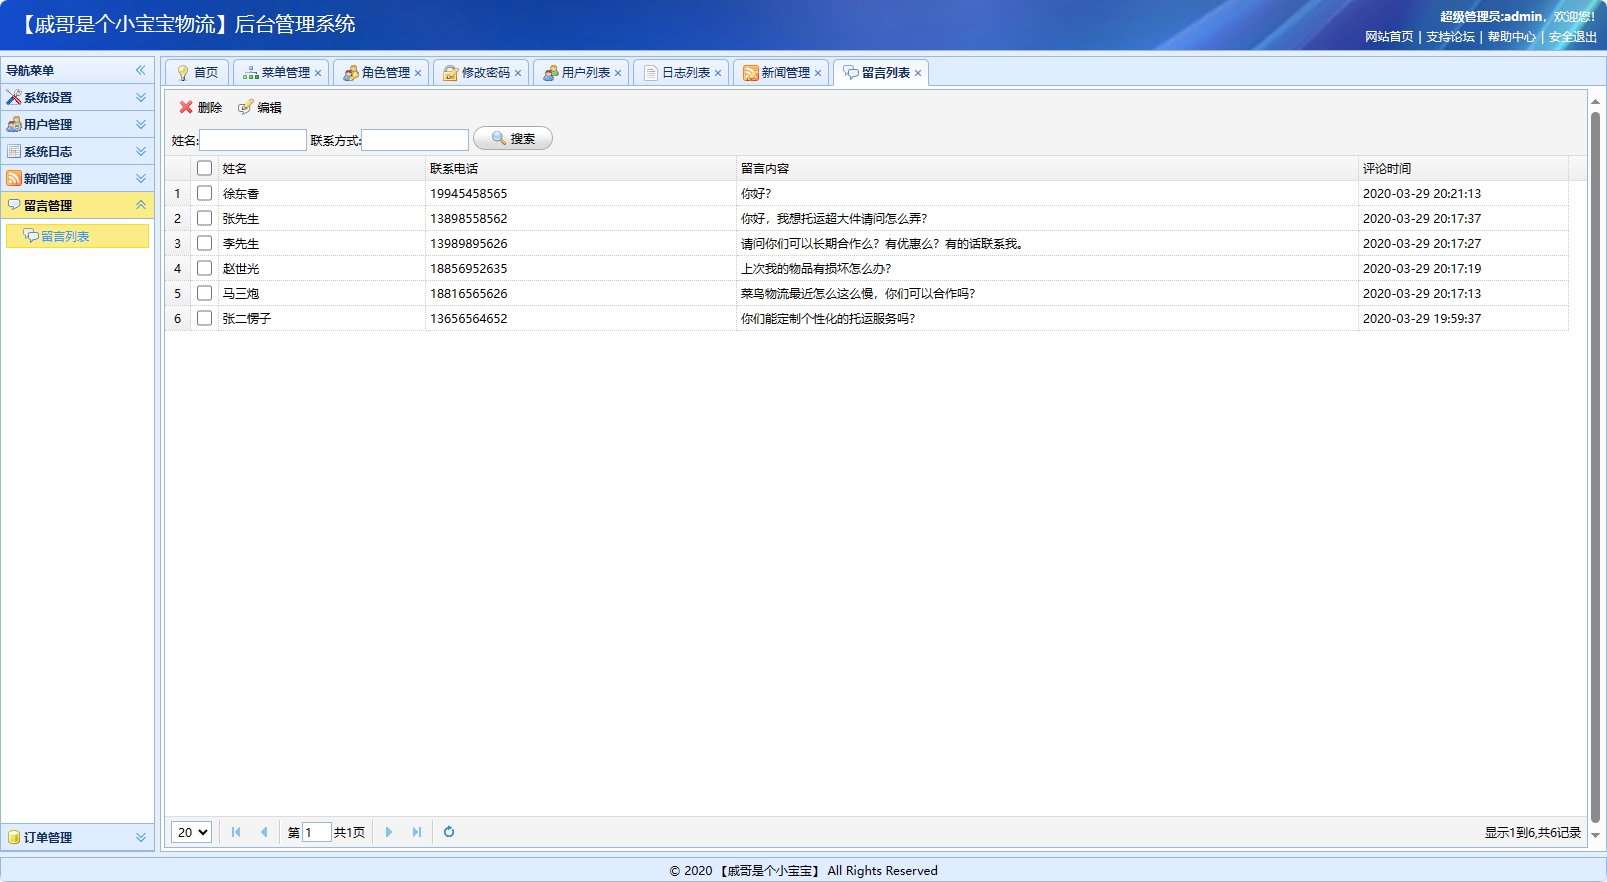 【戚哥是个小宝宝物流】后台管理系统
超级管理员:admin，欢迎您!
网站首页 | 支持论坛 | 帮助中心 | 安全退出
导航菜单
系统设置
用户管理
系统日志
新闻管理
留言管理
留言列表
订单管理
首页 菜单管理 × 角色管理 × 修改密码 × 用户列表 × 日志列表 × 新闻管理 × 留言列表 ×
删除 编辑
姓名: 联系方式: 搜索
姓名 联系电话 留言内容 评论时间
1 徐东香 19945458565 你好? 2020-03-29 20:21:13
2 张先生 13898558562 你好，我想托运超大件请问怎么弄? 2020-03-29 20:17:37
3 李先生 13989895626 请问你们可以长期合作么？有优惠么？有的话联系我。 2020-03-29 20:17:27
4 赵世光 18856952635 上次我的物品有损坏怎么办? 2020-03-29 20:17:19
5 马三炮 18816565626 菜鸟物流最近怎么这么慢，你们可以合作吗? 2020-03-29 20:17:13
6 张二愣子 13656564652 你们能定制个性化的托运服务吗? 2020-03-29 19:59:37
20 第 1 共1页 显示1到6,共6记录
© 2020 【戚哥是个小宝宝】 All Rights Reserved